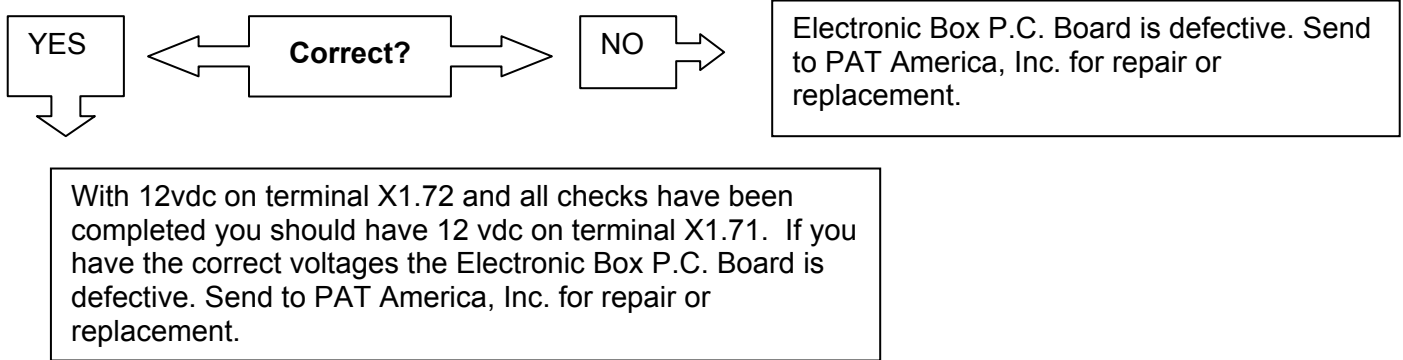 YES
Correct?
NO
Electronic Box P.C. Board is defective. Send
to PAT America, Inc. for repair or
replacement.
With 12vdc on terminal X1.72 and all checks have been
completed you should have 12 vdc on terminal X1.71.  If you
have the correct voltages the Electronic Box P.C. Board is
defective. Send to PAT America, Inc. for repair or
replacement.